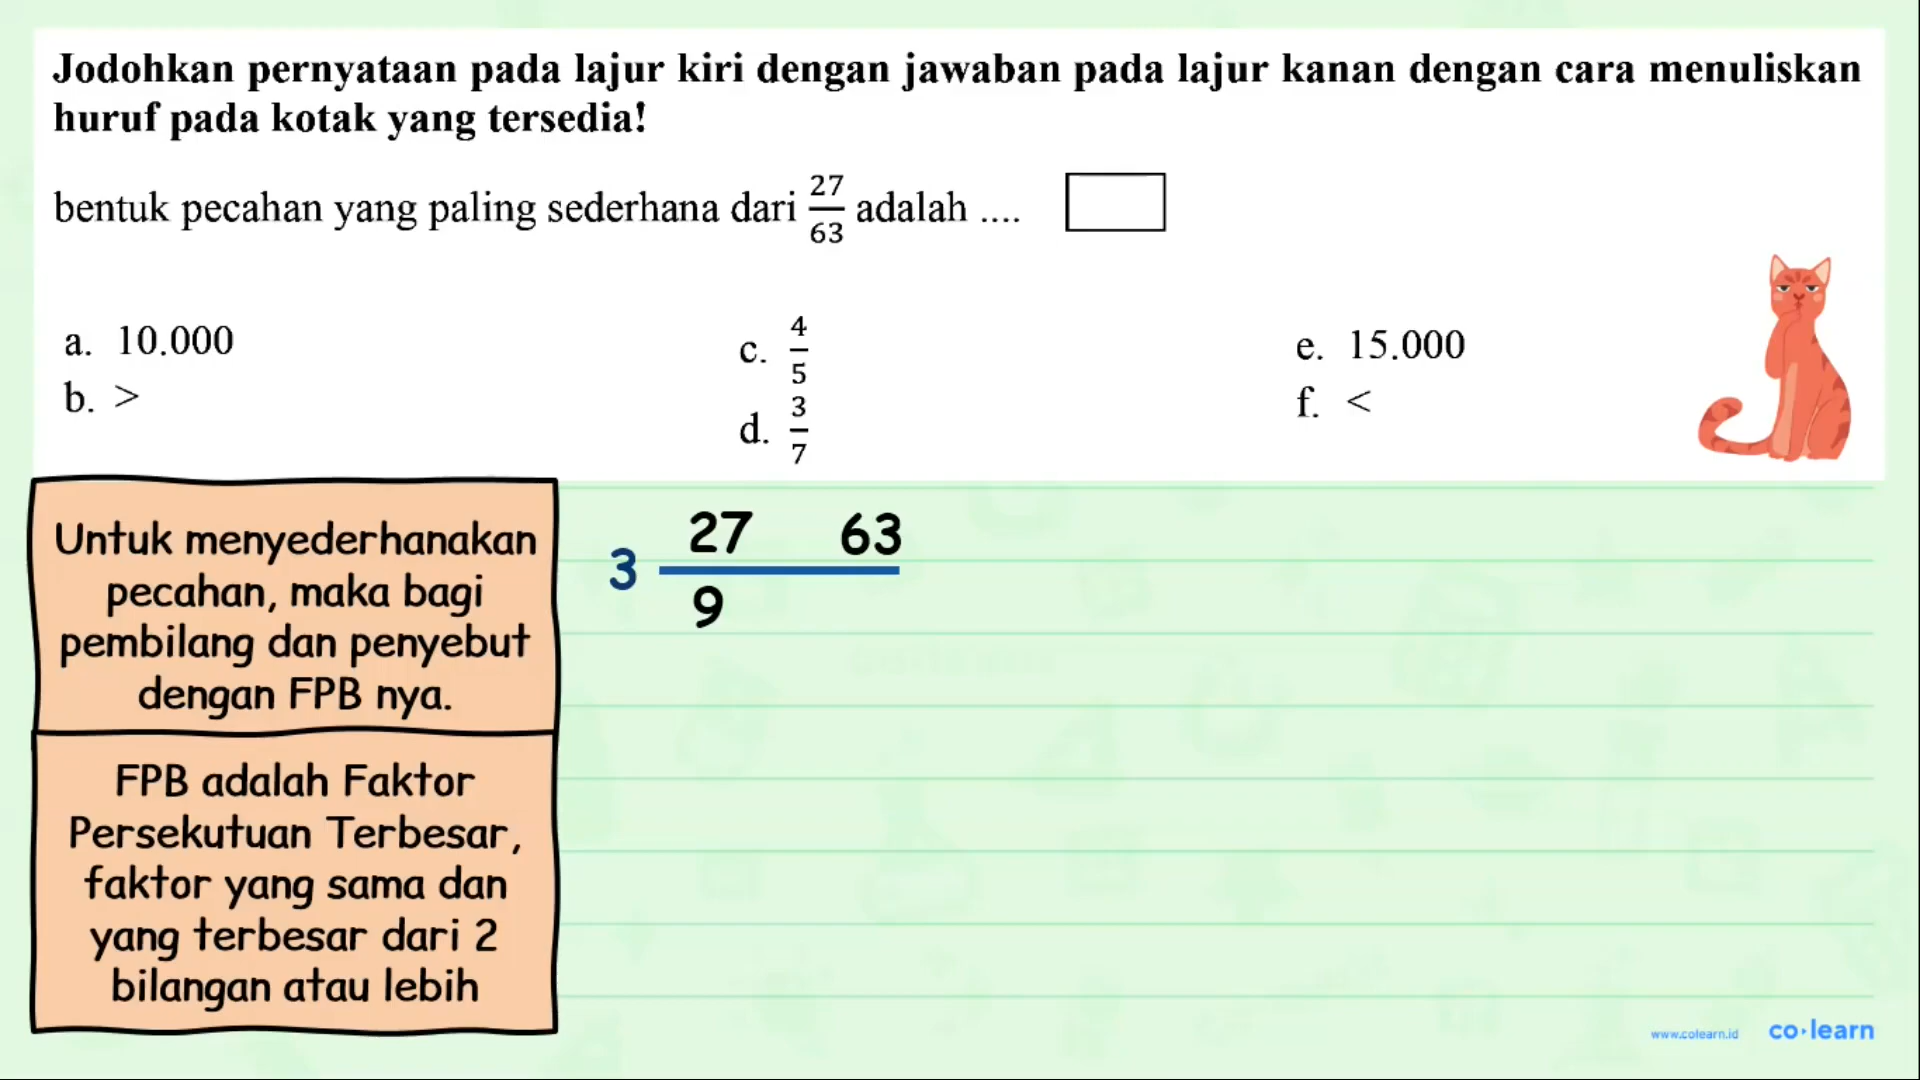 Jodohkan pernyataan pada lajur kiri dengan jawaban pada lajur kanan dengan cara menuliskan
huruf pada kotak yang tersedia!
bentuk pecahan yang paling sederhana dari 27/63 adalah ....
a. 10.000
b. >
c. 4/5
d. 3/7
e. 15.000
f. <
Untuk menyederhanakan
pecahan, maka bagi
pembilang dan penyebut
dengan FPB nya.
FPB adalah Faktor
Persekutuan Terbesar,
faktor yang sama dan
yang terbesar dari 2
bilangan atau lebih
27 63
3
9
www.colearn.id co·learn